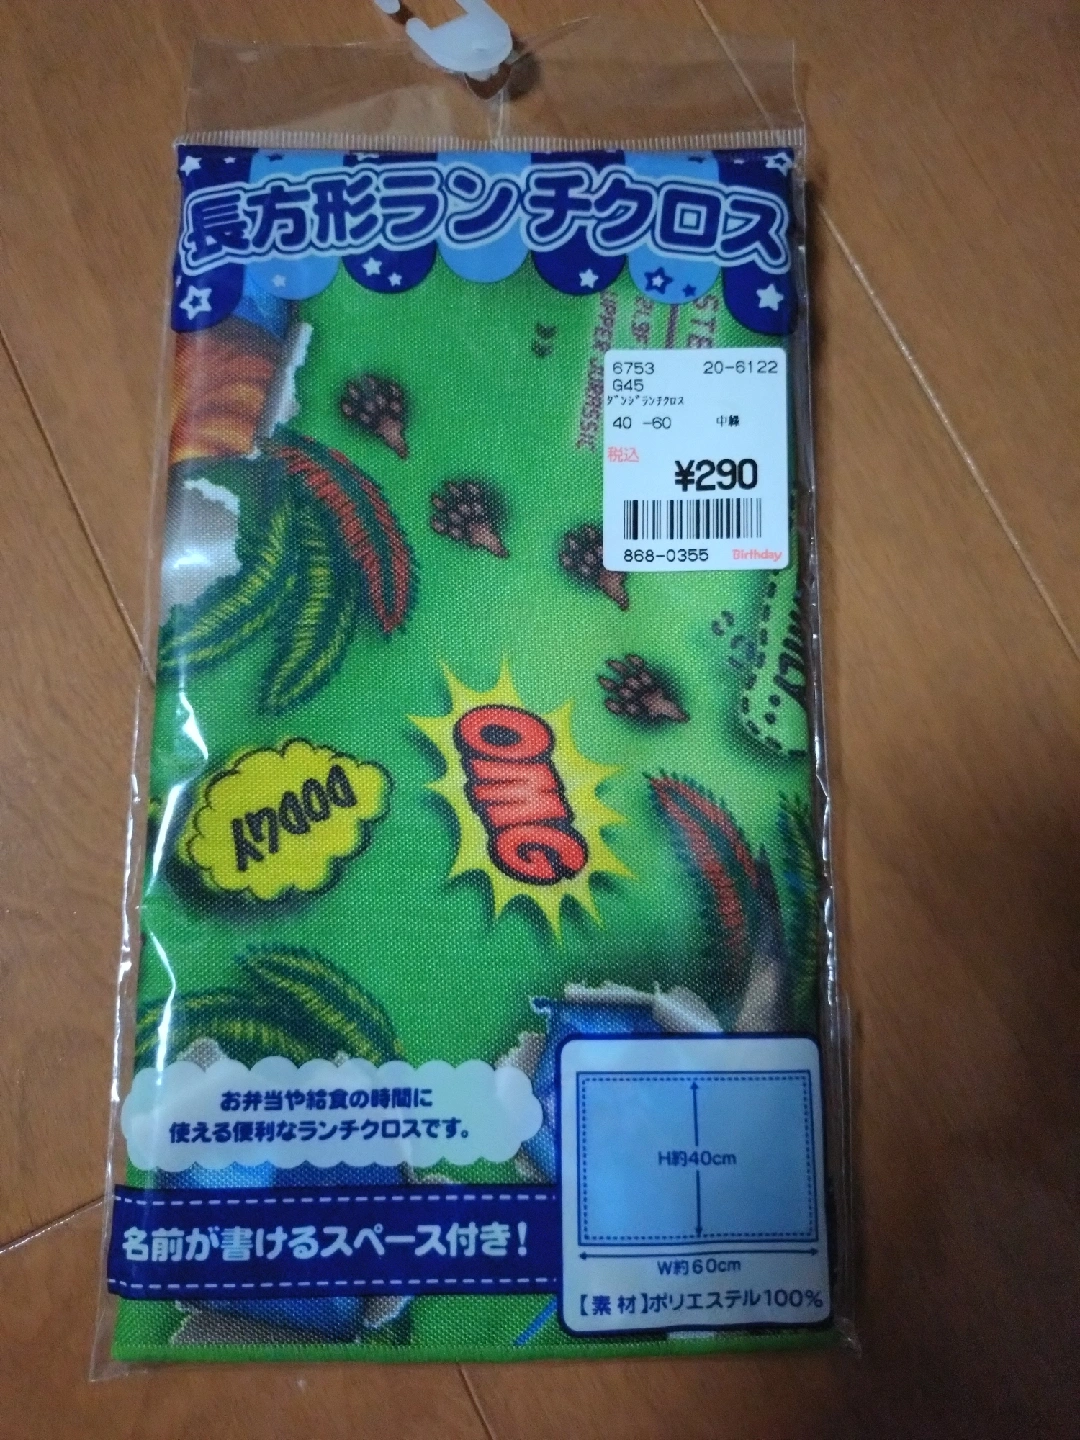 長方形ランチクロス
UPPER JURASSIC
6753 20-6122
G45
ﾀﾞﾝｼﾞﾗﾝﾁｸﾛｽ
40 -60 中緑
税込
¥290
868-0355 Birthday
OMG
DODGY
お弁当や給食の時間に
使える便利なランチクロスです。
名前が書けるスペース付き!
H約40cm
W約60cm
【素材】ポリエステル100%